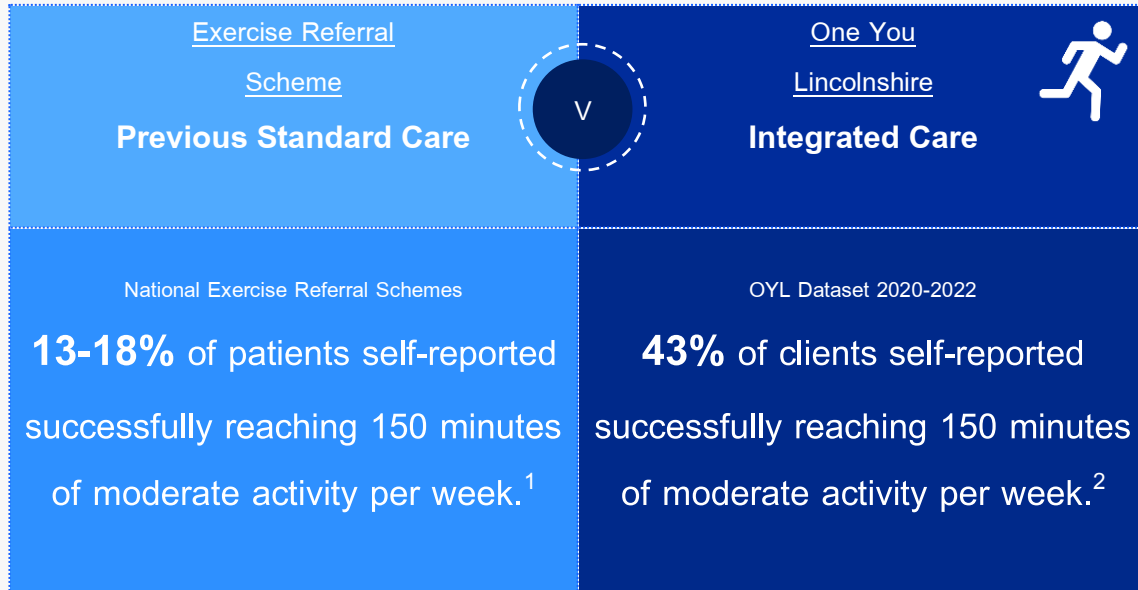 Exercise Referral
Scheme
Previous Standard Care
V
One You
Lincolnshire
Integrated Care
National Exercise Referral Schemes
13-18% of patients self-reported
successfully reaching 150 minutes
of moderate activity per week.1
OYL Dataset 2020-2022
43% of clients self-reported
successfully reaching 150 minutes
of moderate activity per week.2